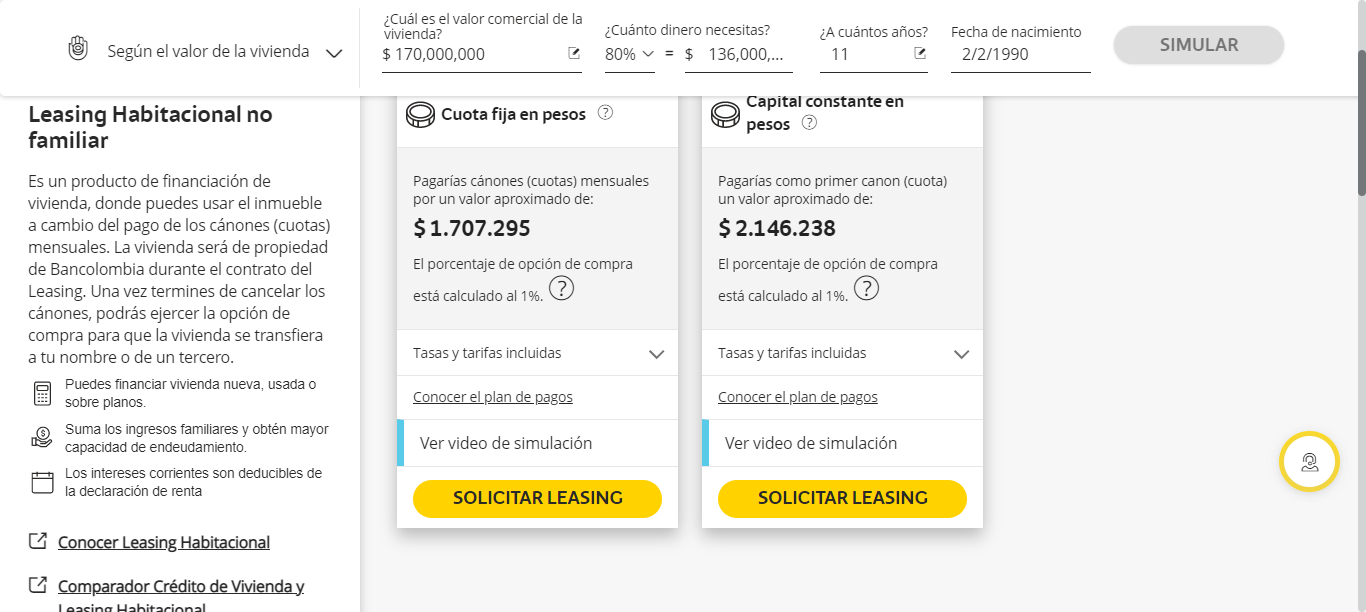 Según el valor de la vivienda
¿Cuál es el valor comercial de la
vivienda?
$ 170,000,000
¿Cuánto dinero necesitas?
80% = $ 136,000,...
¿A cuántos años?
11
Fecha de nacimiento
2/2/1990
SIMULAR
Leasing Habitacional no
familiar
Es un producto de financiación de
vivienda, donde puedes usar el inmueble
a cambio del pago de los cánones (cuotas)
mensuales. La vivienda será de propiedad
de Bancolombia durante el contrato del
Leasing. Una vez termines de cancelar los
cánones, podrás ejercer la opción de
compra para que la vivienda se transfiera
a tu nombre o de un tercero.
Puedes financiar vivienda nueva, usada o
sobre planos.
Suma los ingresos familiares y obtén mayor
capacidad de endeudamiento.
Los intereses corrientes son deducibles de
la declaración de renta
Conocer Leasing Habitacional
Comparador Crédito de Vivienda y
Leasing Habitacional
Cuota fija en pesos ?
Pagarías cánones (cuotas) mensuales
por un valor aproximado de:
$ 1.707.295
El porcentaje de opción de compra
está calculado al 1%. ?
Tasas y tarifas incluidas
Conocer el plan de pagos
Ver video de simulación
SOLICITAR LEASING
Capital constante en
pesos ?
Pagarías como primer canon (cuota)
un valor aproximado de:
$ 2.146.238
El porcentaje de opción de compra
está calculado al 1%. ?
Tasas y tarifas incluidas
Conocer el plan de pagos
Ver video de simulación
SOLICITAR LEASING